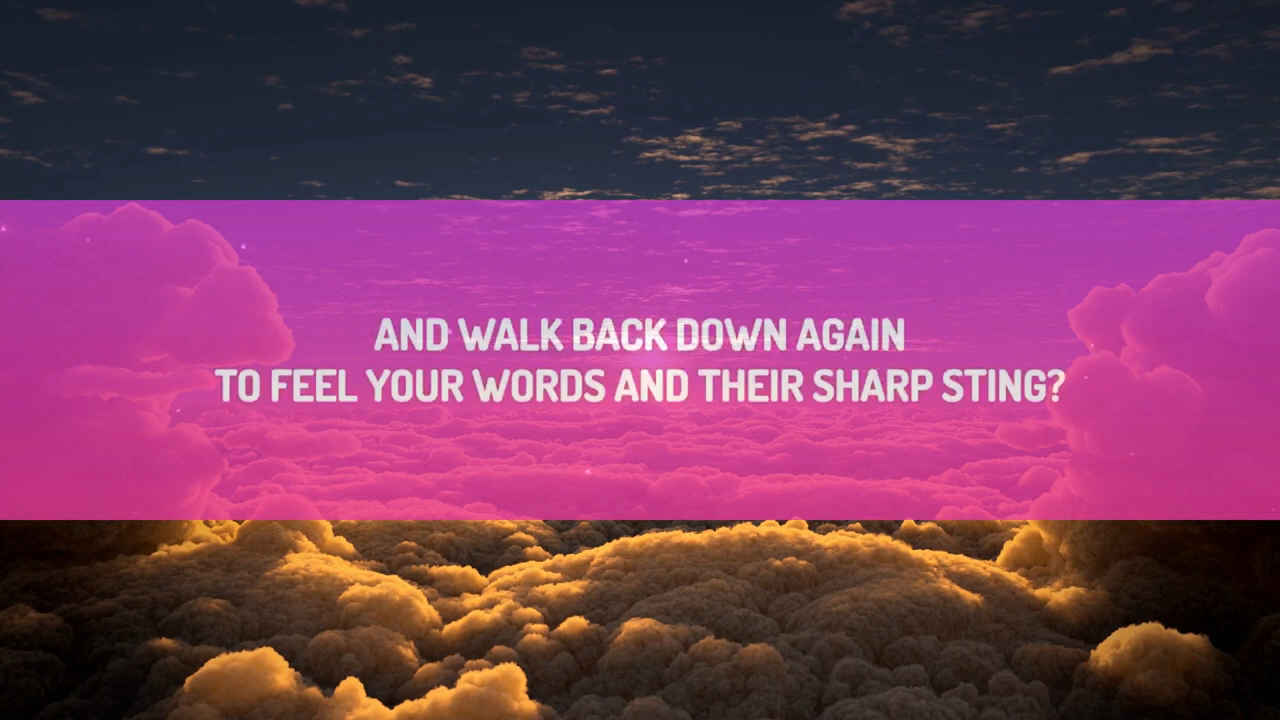 AND WALK BACK DOWN AGAIN
TO FEEL YOUR WORDS AND THEIR SHARP STING?